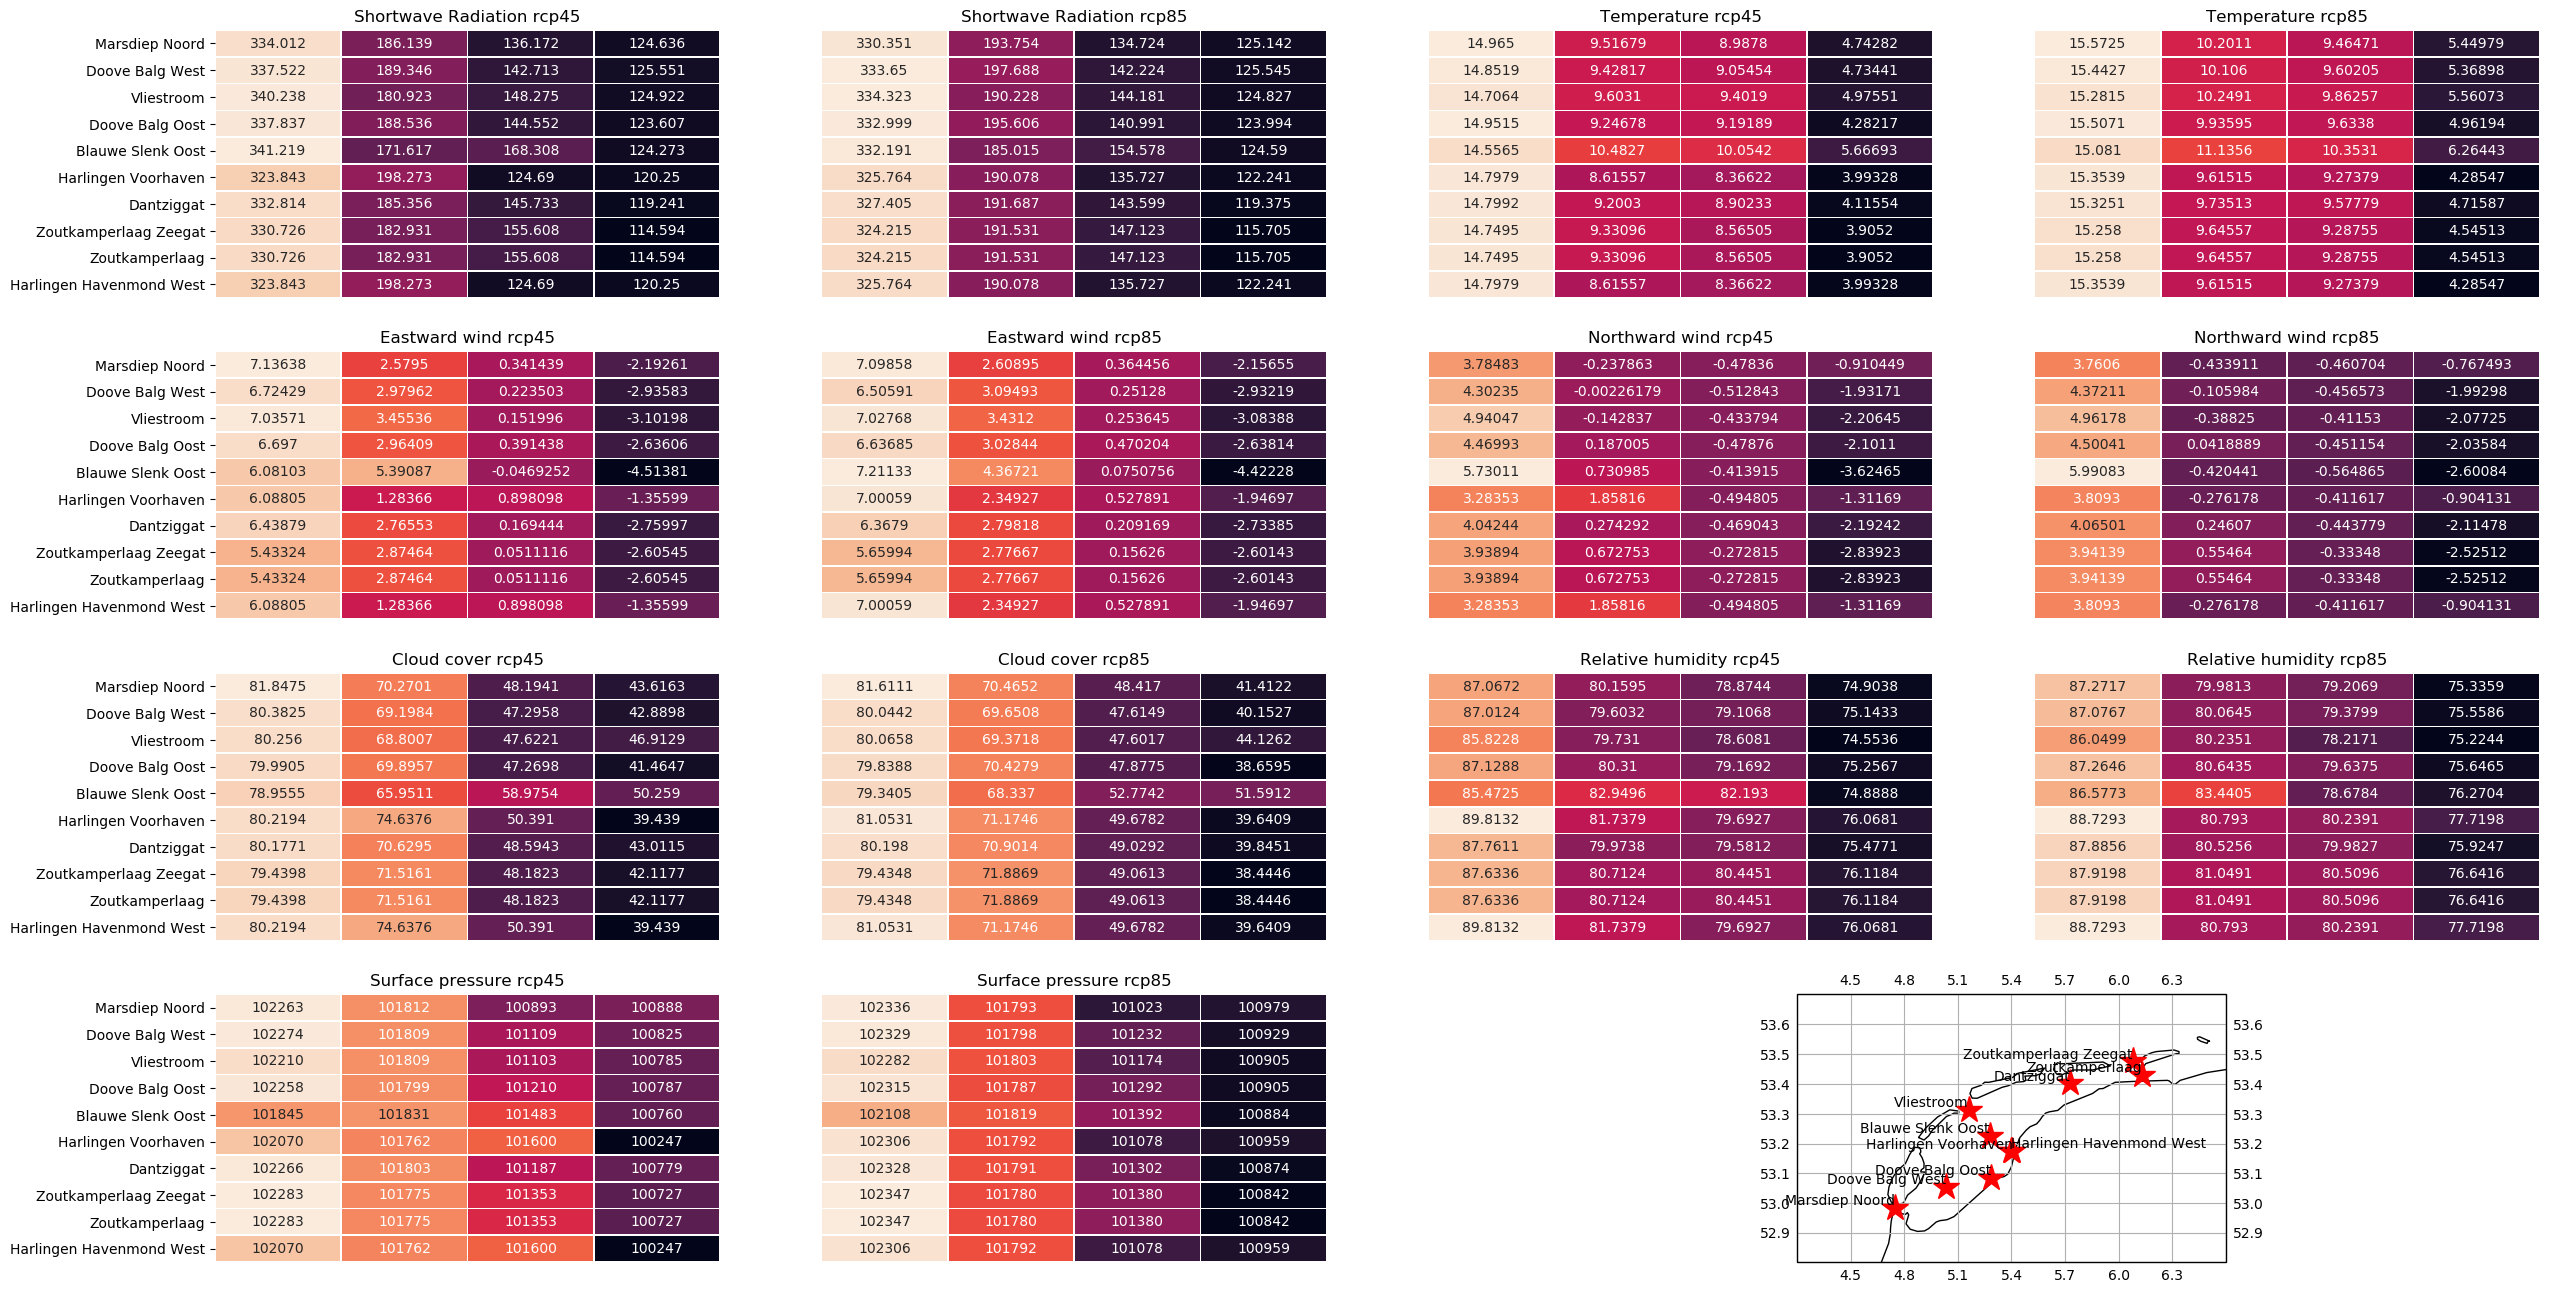 Shortwave Radiation rcp45 Shortwave Radiation rcp85 Temperature rcp45 Temperature rcp85
Marsdiep Noord 334.012 186.139 136.172 124.636 330.351 193.754 134.724 125.142 14.965 9.51679 8.9878 4.74282 15.5725 10.2011 9.46471 5.44979
Doove Balg West 337.522 189.346 142.713 125.551 333.65 197.688 142.224 125.545 14.8519 9.42817 9.05454 4.73441 15.4427 10.106 9.60205 5.36898
Vliestroom 340.238 180.923 148.275 124.922 334.323 190.228 144.181 124.827 14.7064 9.6031 9.4019 4.97551 15.2815 10.2491 9.86257 5.56073
Doove Balg Oost 337.837 188.536 144.552 123.607 332.999 195.606 140.991 123.994 14.9515 9.24678 9.19189 4.28217 15.5071 9.93595 9.6338 4.96194
Blauwe Slenk Oost 341.219 171.617 168.308 124.273 332.191 185.015 154.578 124.59 14.5565 10.4827 10.0542 5.66693 15.081 11.1356 10.3531 6.26443
Harlingen Voorhaven 323.843 198.273 124.69 120.25 325.764 190.078 135.727 122.241 14.7979 8.61557 8.36622 3.99328 15.3539 9.61515 9.27379 4.28547
Dantziggat 332.814 185.356 145.733 119.241 327.405 191.687 143.599 119.375 14.7992 9.2003 8.90233 4.11554 15.3251 9.73513 9.57779 4.71587
Zoutkamperlaag Zeegat 330.726 182.931 155.608 114.594 324.215 191.531 147.123 115.705 14.7495 9.33096 8.56505 3.9052 15.258 9.64557 9.28755 4.54513
Zoutkamperlaag 330.726 182.931 155.608 114.594 324.215 191.531 147.123 115.705 14.7495 9.33096 8.56505 3.9052 15.258 9.64557 9.28755 4.54513
Harlingen Havenmond West 323.843 198.273 124.69 120.25 325.764 190.078 135.727 122.241 14.7979 8.61557 8.36622 3.99328 15.3539 9.61515 9.27379 4.28547
Eastward wind rcp45 Eastward wind rcp85 Northward wind rcp45 Northward wind rcp85
Marsdiep Noord 7.13638 2.5795 0.341439 -2.19261 7.09858 2.60895 0.364456 -2.15655 3.78483 -0.237863 -0.47836 -0.910449 3.7606 -0.433911 -0.460704 -0.767493
Doove Balg West 6.72429 2.97962 0.223503 -2.93583 6.50591 3.09493 0.25128 -2.93219 4.30235 -0.00226179 -0.512843 -1.93171 4.37211 -0.105984 -0.456573 -1.99298
Vliestroom 7.03571 3.45536 0.151996 -3.10198 7.02768 3.4312 0.253645 -3.08388 4.94047 -0.142837 -0.433794 -2.20645 4.96178 -0.38825 -0.41153 -2.07725
Doove Balg Oost 6.697 2.96409 0.391438 -2.63606 6.63685 3.02844 0.470204 -2.63814 4.46993 0.187005 -0.47876 -2.1011 4.50041 0.0418889 -0.451154 -2.03584
Blauwe Slenk Oost 6.08103 5.39087 -0.0469252 -4.51381 7.21133 4.36721 0.0750756 -4.42228 5.73011 0.730985 -0.413915 -3.62465 5.99083 -0.420441 -0.564865 -2.60084
Harlingen Voorhaven 6.08805 1.28366 0.898098 -1.35599 7.00059 2.34927 0.527891 -1.94697 3.28353 1.85816 -0.494805 -1.31169 3.8093 -0.276178 -0.411617 -0.904131
Dantziggat 6.43879 2.76553 0.169444 -2.75997 6.3679 2.79818 0.209169 -2.73385 4.04244 0.274292 -0.469043 -2.19242 4.06501 0.24607 -0.443779 -2.11478
Zoutkamperlaag Zeegat 5.43324 2.87464 0.0511116 -2.60545 5.65994 2.77667 0.15626 -2.60143 3.93894 0.672753 -0.272815 -2.83923 3.94139 0.55464 -0.33348 -2.52512
Zoutkamperlaag 5.43324 2.87464 0.0511116 -2.60545 5.65994 2.77667 0.15626 -2.60143 3.93894 0.672753 -0.272815 -2.83923 3.94139 0.55464 -0.33348 -2.52512
Harlingen Havenmond West 6.08805 1.28366 0.898098 -1.35599 7.00059 2.34927 0.527891 -1.94697 3.28353 1.85816 -0.494805 -1.31169 3.8093 -0.276178 -0.411617 -0.904131
Cloud cover rcp45 Cloud cover rcp85 Relative humidity rcp45 Relative humidity rcp85
Marsdiep Noord 81.8475 70.2701 48.1941 43.6163 81.6111 70.4652 48.417 41.4122 87.0672 80.1595 78.8744 74.9038 87.2717 79.9813 79.2069 75.3359
Doove Balg West 80.3825 69.1984 47.2958 42.8898 80.0442 69.6508 47.6149 40.1527 87.0124 79.6032 79.1068 75.1433 87.0767 80.0645 79.3799 75.5586
Vliestroom 80.256 68.8007 47.6221 46.9129 80.0658 69.3718 47.6017 44.1262 85.8228 79.731 78.6081 74.5536 86.0499 80.2351 78.2171 75.2244
Doove Balg Oost 79.9905 69.8957 47.2698 41.4647 79.8388 70.4279 47.8775 38.6595 87.1288 80.31 79.1692 75.2567 87.2646 80.6435 79.6375 75.6465
Blauwe Slenk Oost 78.9555 65.9511 58.9754 50.259 79.3405 68.337 52.7742 51.5912 85.4725 82.9496 82.193 74.8888 86.5773 83.4405 78.6784 76.2704
Harlingen Voorhaven 80.2194 74.6376 50.391 39.439 81.0531 71.1746 49.6782 39.6409 89.8132 81.7379 79.6927 76.0681 88.7293 80.793 80.2391 77.7198
Dantziggat 80.1771 70.6295 48.5943 43.0115 80.198 70.9014 49.0292 39.8451 87.7611 79.9738 79.5812 75.4771 87.8856 80.5256 79.9827 75.9247
Zoutkamperlaag Zeegat 79.4398 71.5161 48.1823 42.1177 79.4348 71.8869 49.0613 38.4446 87.6336 80.7124 80.4451 76.1184 87.9198 81.0491 80.5096 76.6416
Zoutkamperlaag 79.4398 71.5161 48.1823 42.1177 79.4348 71.8869 49.0613 38.4446 87.6336 80.7124 80.4451 76.1184 87.9198 81.0491 80.5096 76.6416
Harlingen Havenmond West 80.2194 74.6376 50.391 39.439 81.0531 71.1746 49.6782 39.6409 89.8132 81.7379 79.6927 76.0681 88.7293 80.793 80.2391 77.7198
Surface pressure rcp45 Surface pressure rcp85
Marsdiep Noord 102263 101812 100893 100888 102336 101793 101023 100979
Doove Balg West 102274 101809 101109 100825 102329 101798 101232 100929
Vliestroom 102210 101809 101103 100785 102282 101803 101174 100905
Doove Balg Oost 102258 101799 101210 100787 102315 101787 101292 100905
Blauwe Slenk Oost 101845 101831 101483 100760 102108 101819 101392 100884
Harlingen Voorhaven 102070 101762 101600 100247 102306 101792 101078 100959
Dantziggat 102266 101803 101187 100779 102328 101791 101302 100874
Zoutkamperlaag Zeegat 102283 101775 101353 100727 102347 101780 101380 100842
Zoutkamperlaag 102283 101775 101353 100727 102347 101780 101380 100842
Harlingen Havenmond West 102070 101762 101600 100247 102306 101792 101078 100959
4.5 4.8 5.1 5.4 5.7 6.0 6.3
53.6 53.6
53.5 Zoutkamperlaag Zeegat 53.5
Zoutkamperlaag
53.4 Dantziggat 53.4
53.3 Vliestroom 53.3
Blauwe Slenk Oost
53.2 Harlingen Voorhaven Harlingen Havenmond West 53.2
53.1 Doove Balg Oost 53.1
Doove Balg West
53.0 Marsdiep Noord 53.0
52.9 52.9
4.5 4.8 5.1 5.4 5.7 6.0 6.3